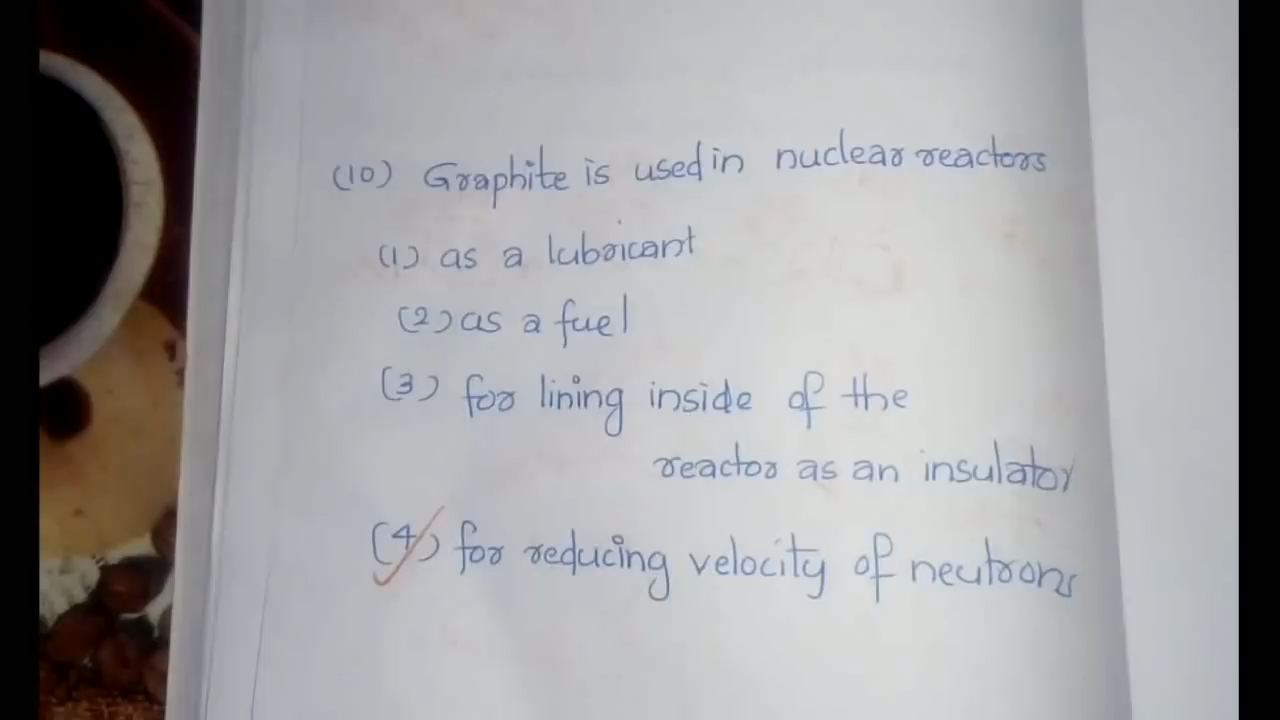 (10) Graphite is used in nuclear reactors
(1) as a lubricant
(2) as a fuel
(3) for lining inside of the
reactor as an insulator
(4) for reducing velocity of neutrons